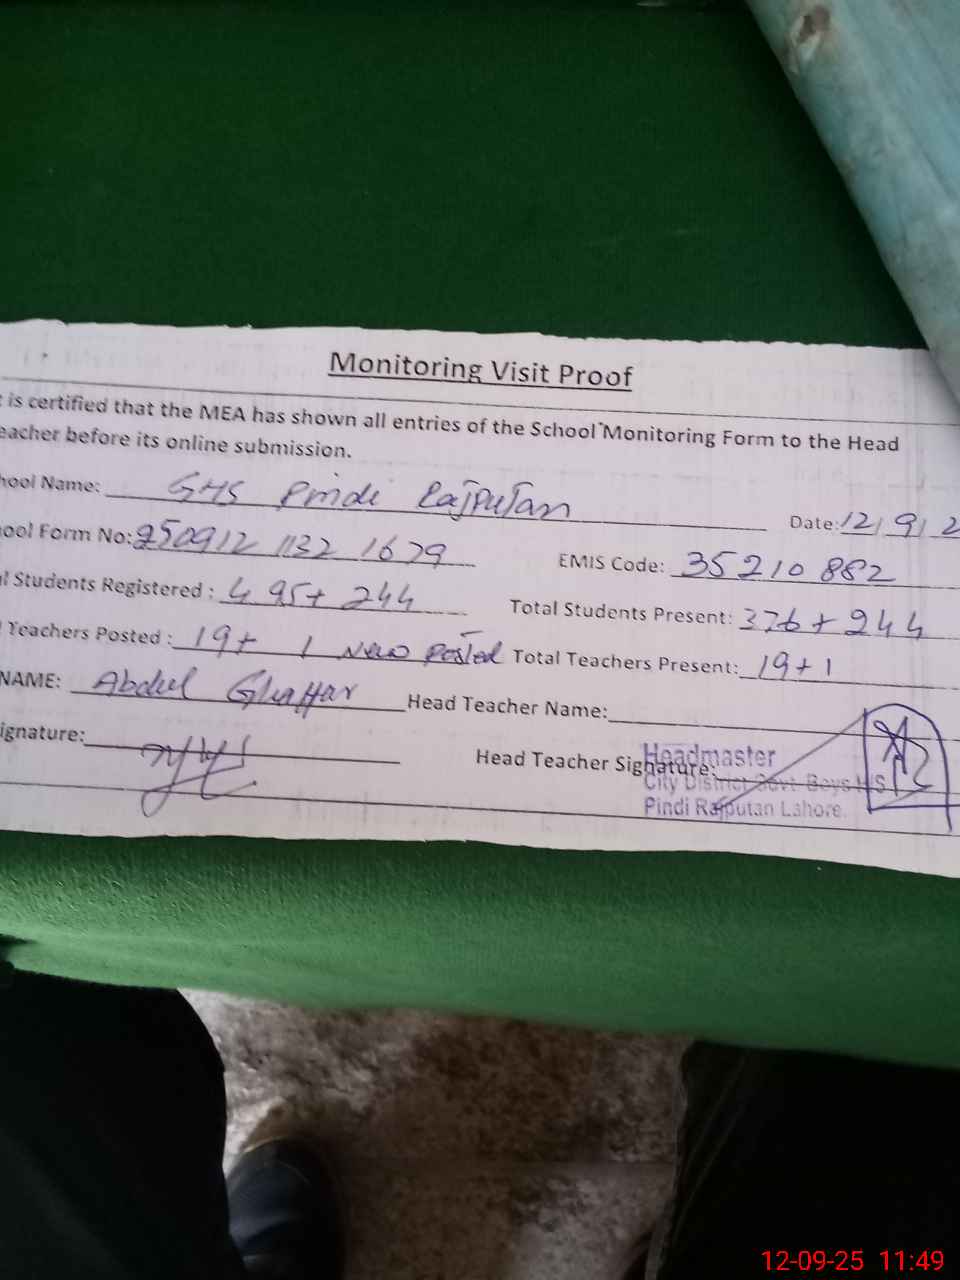 Monitoring Visit Proof
is certified that the MEA has shown all entries of the School Monitoring Form to the Head
eacher before its online submission.
hool Name: GHS Pindi Rajputan Date: 12/9/2
ool Form No: 250912 1132 1679 EMIS Code: 35210882
l Students Registered : 495+ 244 Total Students Present: 376 + 244
Teachers Posted : 19+ 1 New Posted Total Teachers Present: 19+1
NAME: Abdul Ghaffar Head Teacher Name:
ignature: Head Teacher Signature:
Headmaster
City District Govt. Boys H/S
Pindi Rajputan Lahore.
12-09-25 11:49